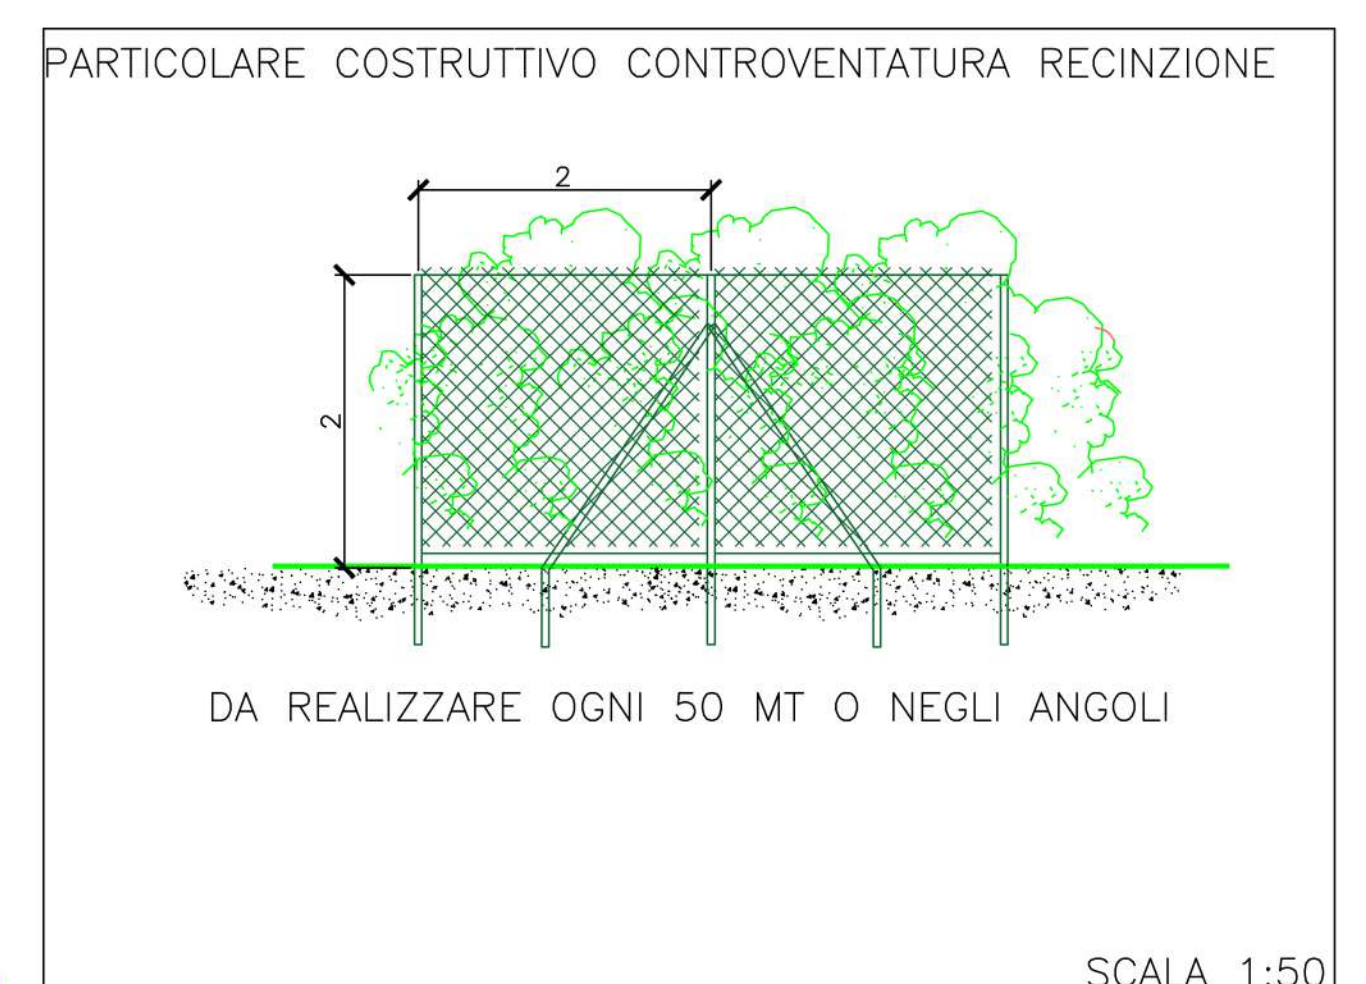 PARTICOLARE COSTRUTTIVO CONTROVENTATURA RECINZIONE
2
2
DA REALIZZARE OGNI 50 MT O NEGLI ANGOLI
SCALA 1:50